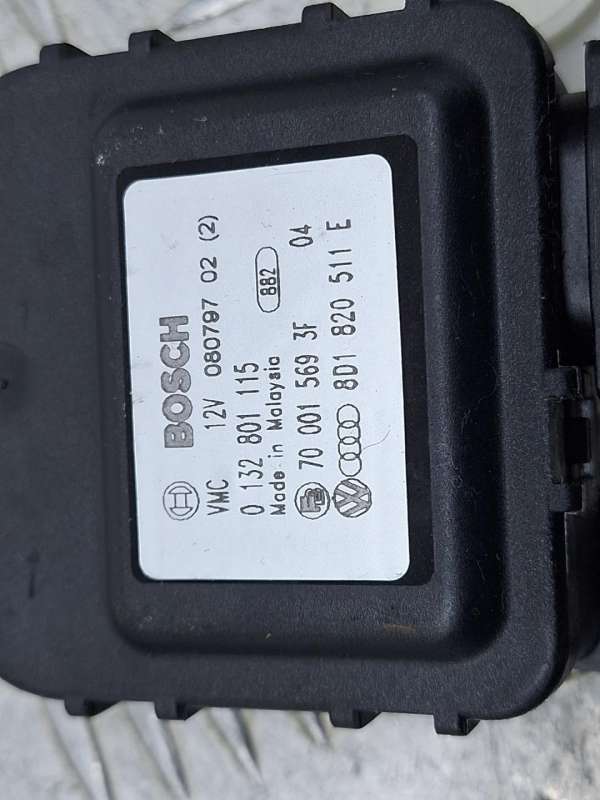 BOSCH
VMC 12V 080797 02 (2)
0 132 801 115
Made in Malaysia 882
70 001 569 3F 04
8D1 820 511 E